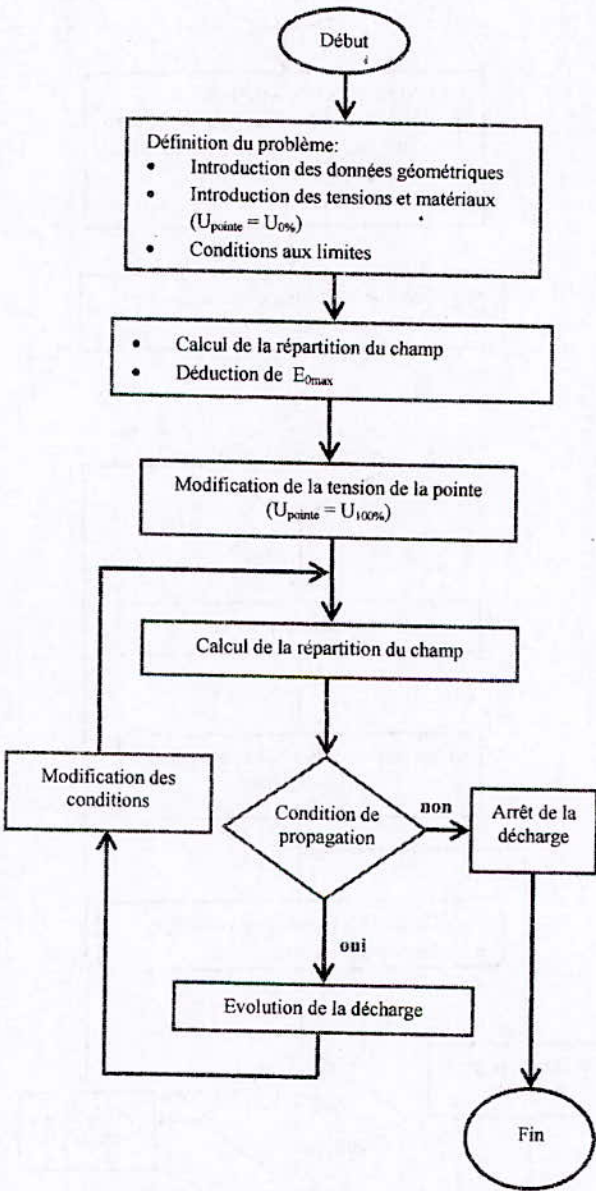 Début
Définition du problème:
• Introduction des données géométriques
• Introduction des tensions et matériaux
(Upointe = U0%)
• Conditions aux limites
• Calcul de la répartition du champ
• Déduction de E0max
Modification de la tension de la pointe
(Upointe = U100%)
Calcul de la répartition du champ
Modification des
conditions
Condition de
propagation
non
Arrêt de la
décharge
oui
Evolution de la décharge
Fin